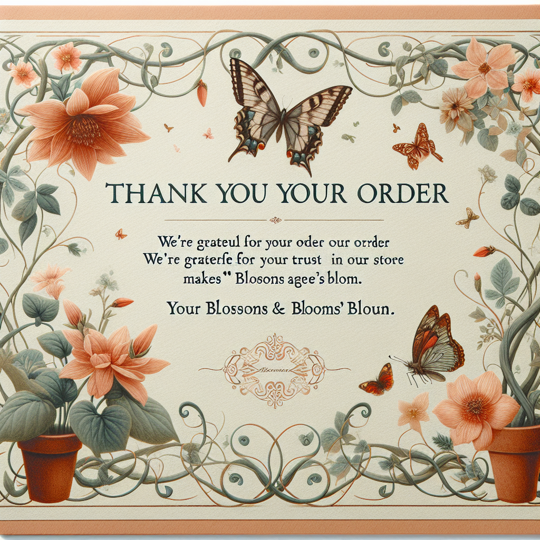 THANK YOU YOUR ORDER
We're grateul for your oder our orrder
We're graterfe for your trust in our store
makes" Blosons agee's blom.
Your Blossons & Blooms' Bloun.